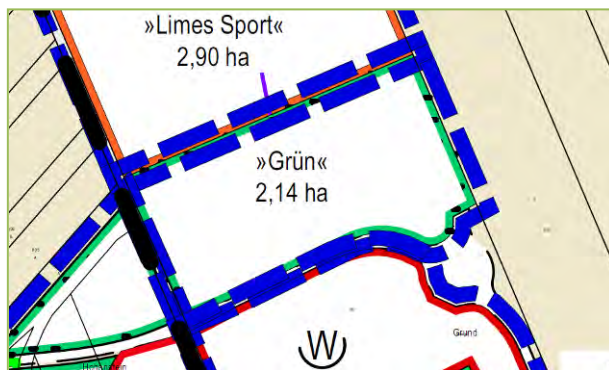 »Limes Sport«
2,90 ha
»Grün«
2,14 ha
W
Grund